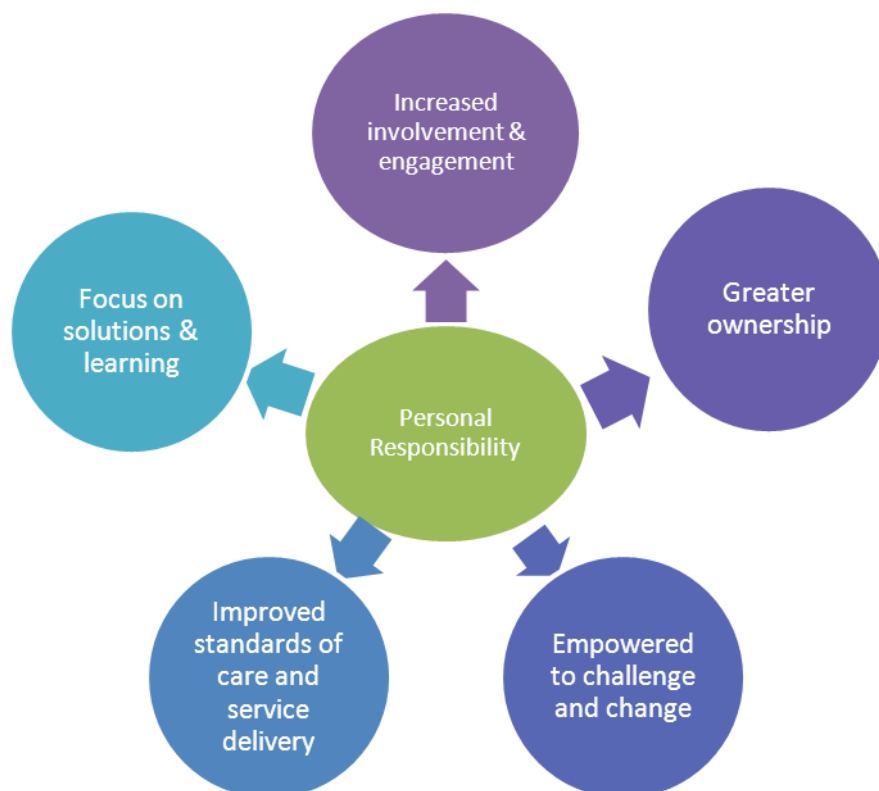 Increased
involvement &
engagement
Greater
ownership
Focus on
solutions &
learning
Personal
Responsibility
Improved
standards of
care and
service
delivery
Empowered
to challenge
and change